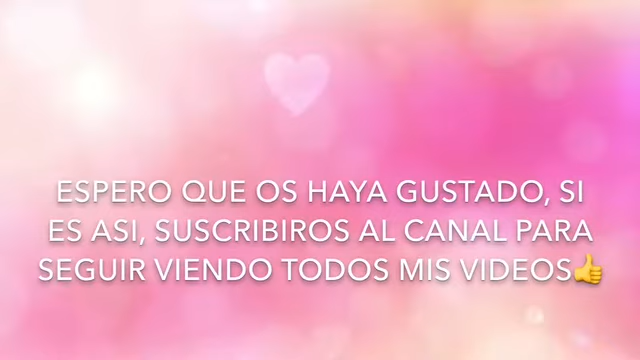 ESPERO QUE OS HAYA GUSTADO, SI
ES ASI, SUSCRIBIROS AL CANAL PARA
SEGUIR VIENDO TODOS MIS VIDEOS👍